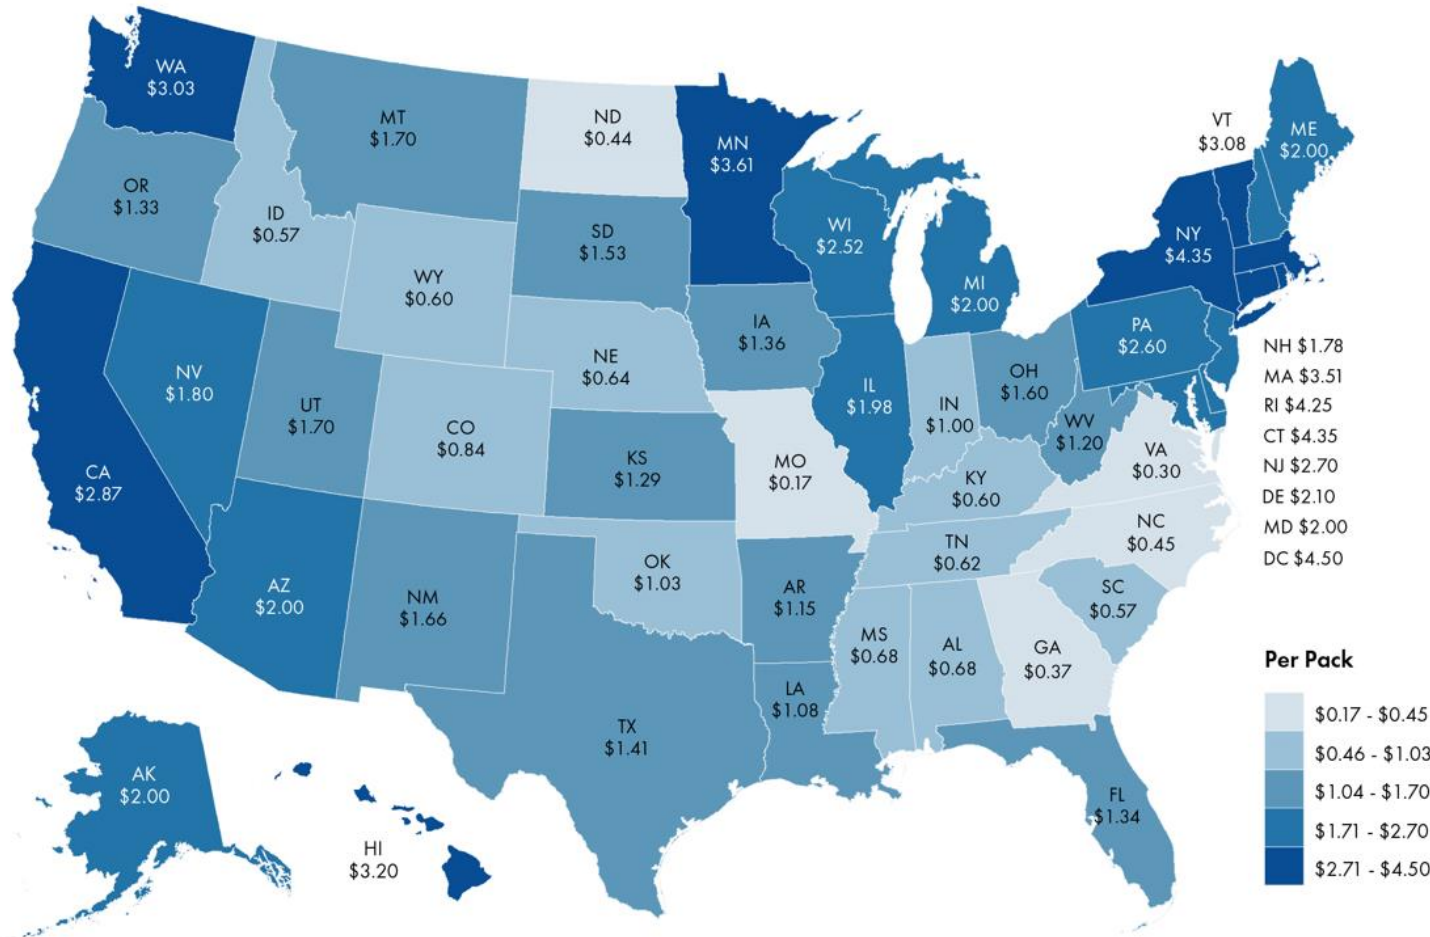 WA
$3.03
MT
$1.70
ND
$0.44
MN
$3.61
VT
$3.08
ME
$2.00
OR
$1.33
ID
$0.57
SD
$1.53
WI
$2.52
NY
$4.35
WY
$0.60
MI
$2.00
IA
$1.36
PA
$2.60
NE
$0.64
NV
$1.80
UT
$1.70
CO
$0.84
IL
$1.98
IN
$1.00
OH
$1.60
WV
$1.20
VA
$0.30
CA
$2.87
KS
$1.29
MO
$0.17
KY
$0.60
NC
$0.45
TN
$0.62
AZ
$2.00
NM
$1.66
OK
$1.03
AR
$1.15
SC
$0.57
MS
$0.68
AL
$0.68
GA
$0.37
LA
$1.08
TX
$1.41
FL
$1.34
AK
$2.00
HI
$3.20
NH $1.78
MA $3.51
RI $4.25
CT $4.35
NJ $2.70
DE $2.10
MD $2.00
DC $4.50
Per Pack
$0.17 - $0.45
$0.46 - $1.03
$1.04 - $1.70
$1.71 - $2.70
$2.71 - $4.50